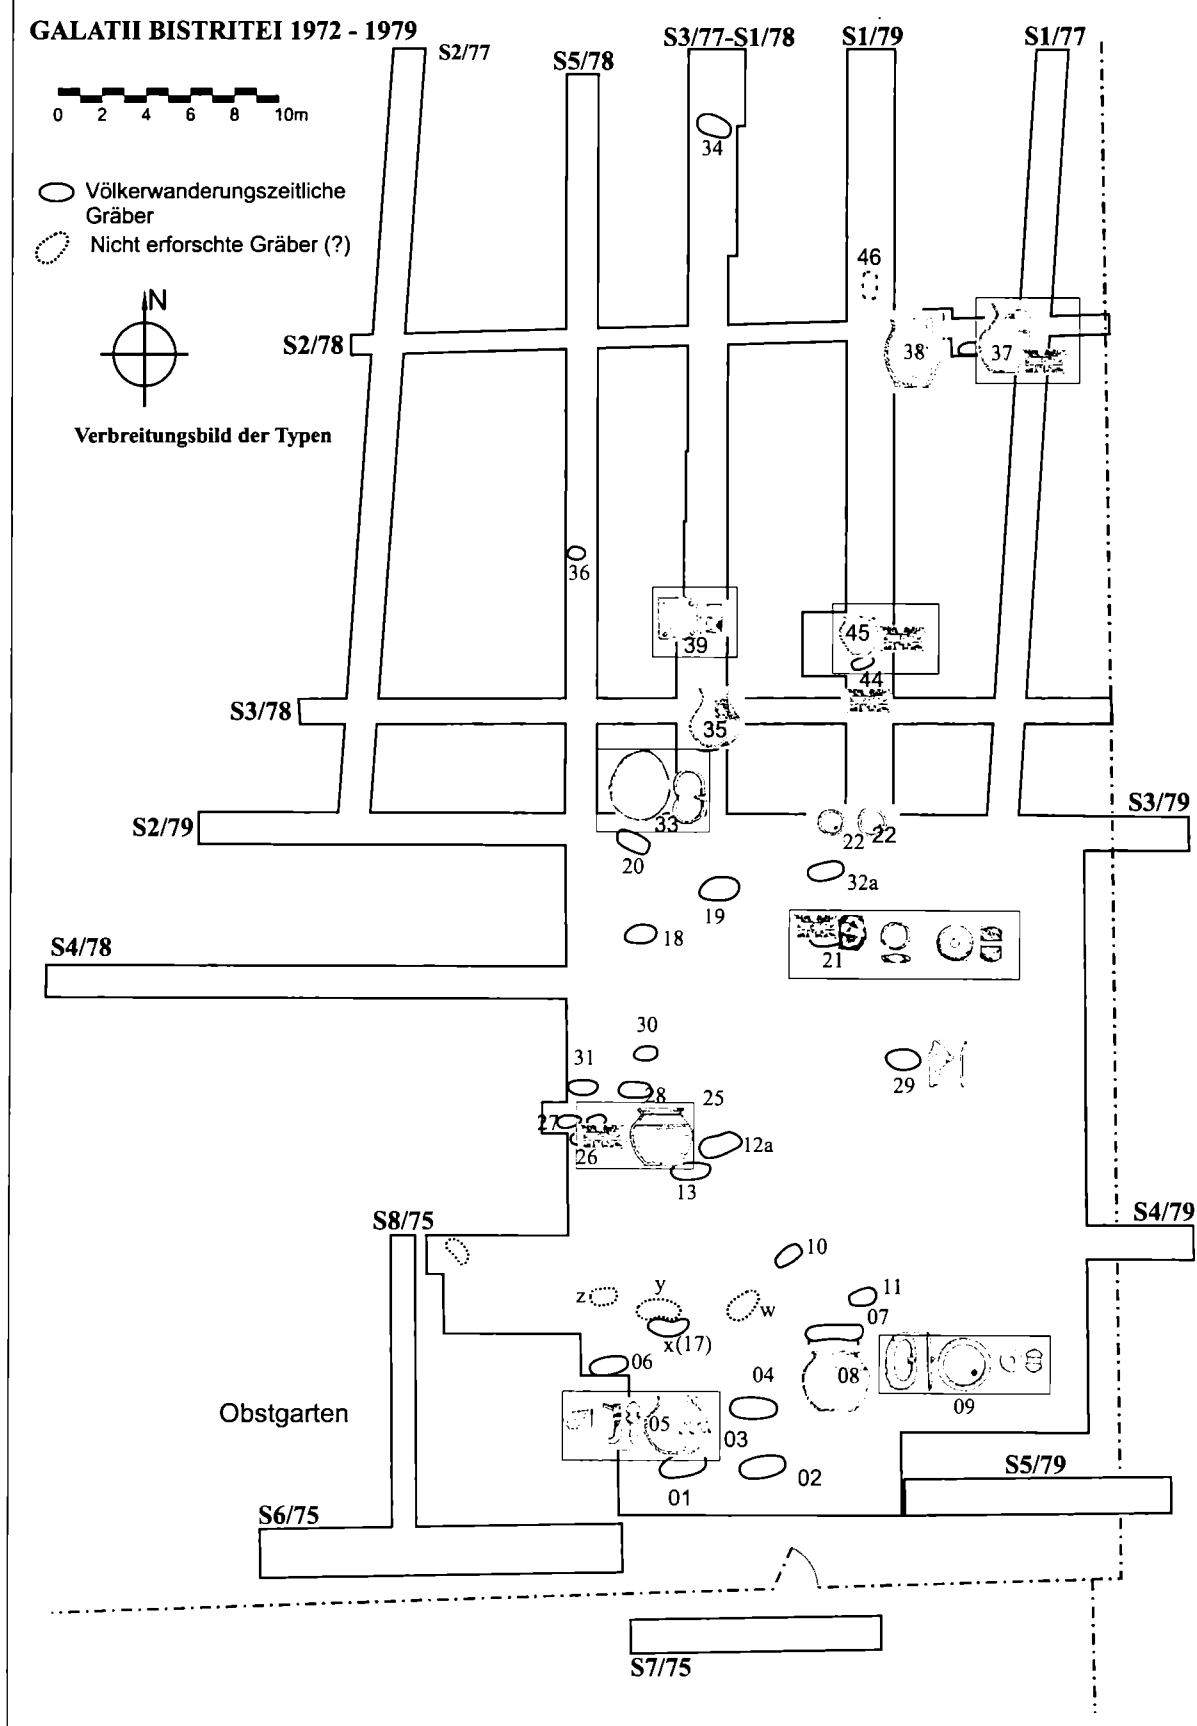 GALATII BISTRITEI 1972 - 1979
S2/77
S5/78
S3/77-S1/78
S1/79
S1/77
0 2 4 6 8 10m
34
Völkerwanderungszeitliche
Gräber
Nicht erforschte Gräber (?)
46
N
S2/78
38
37
Verbreitungsbild der Typen
36
39
45
44
S3/78
35
S2/79
33
22
22
S3/79
20
32a
19
18
S4/78
21
30
31
29
28
25
27
12a
26
13
S8/75
S4/79
10
z
y
w
11
07
x(17)
06
04
08
09
Obstgarten
05
03
02
01
S5/79
S6/75
S7/75